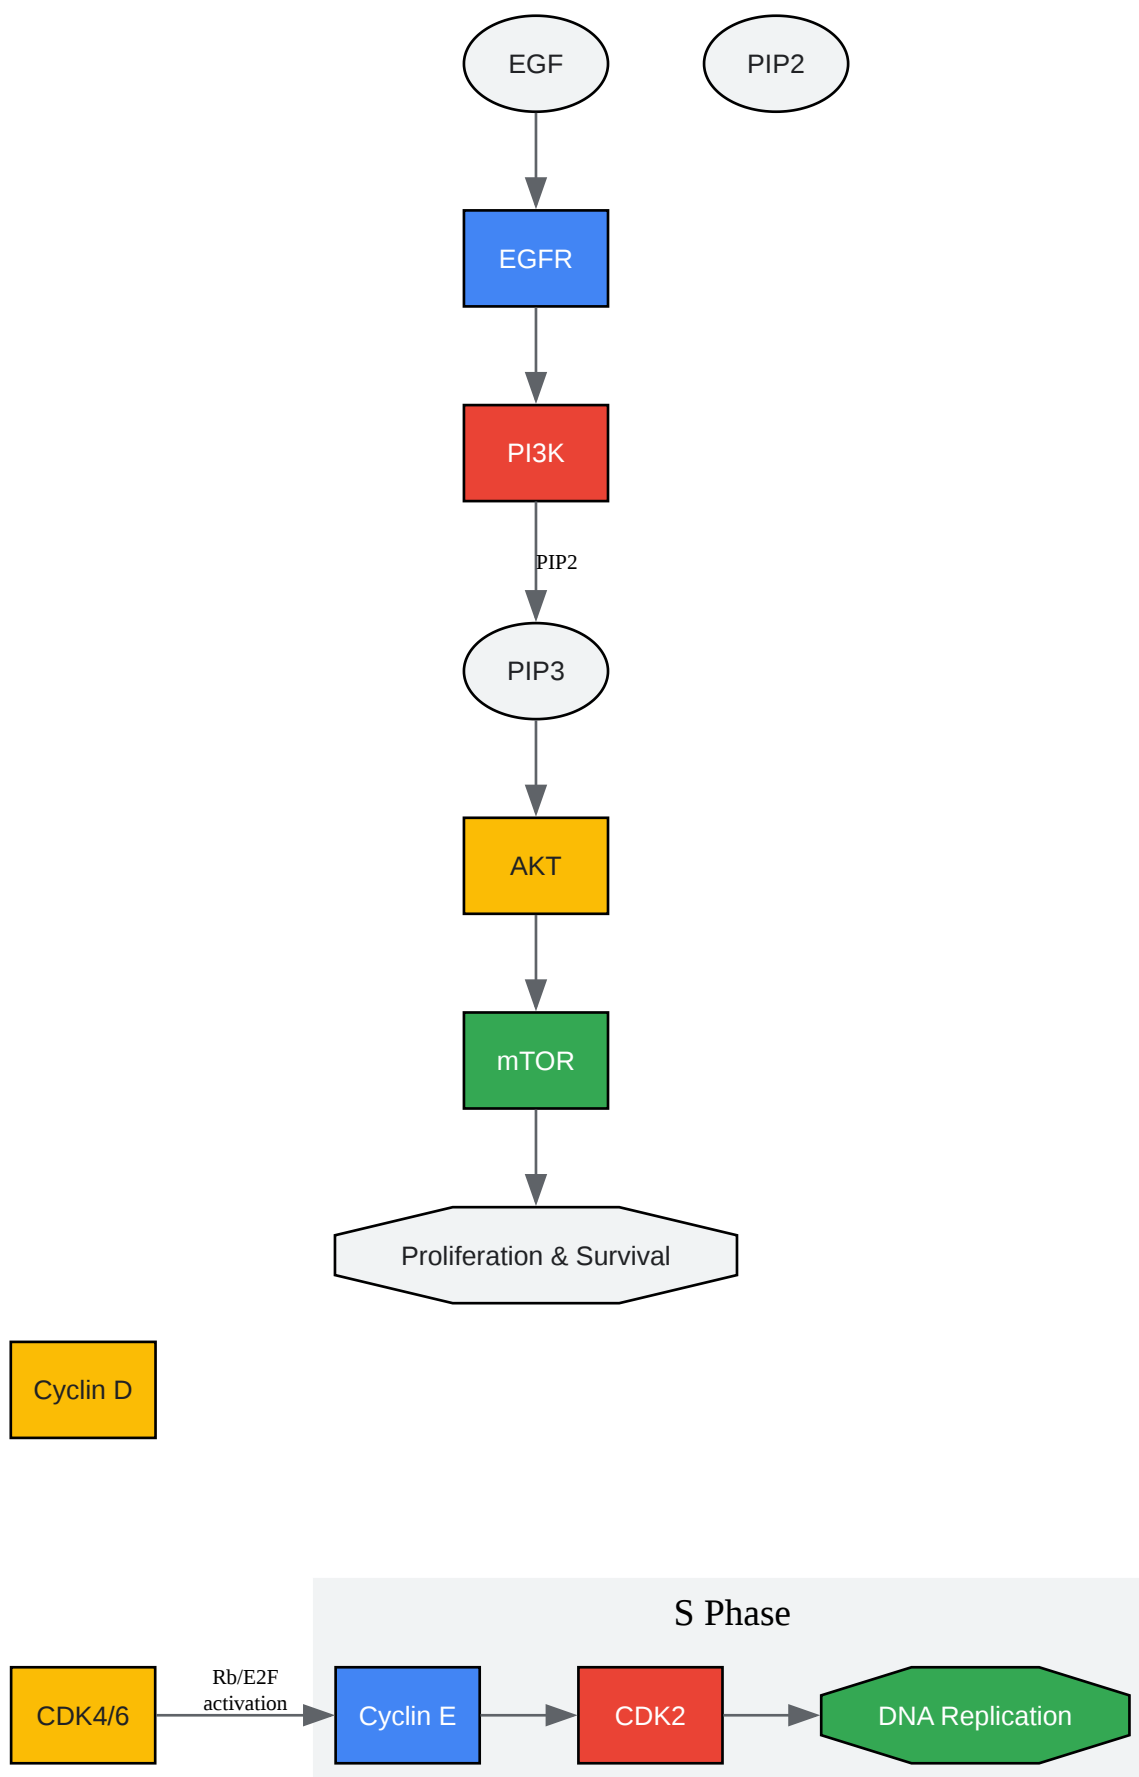 EGF
PIP2
EGFR
PI3K
PIP2
PIP3
AKT
mTOR
Proliferation & Survival
Cyclin D
S Phase
CDK4/6
Rb/E2F
activation
Cyclin E
CDK2
DNA Replication